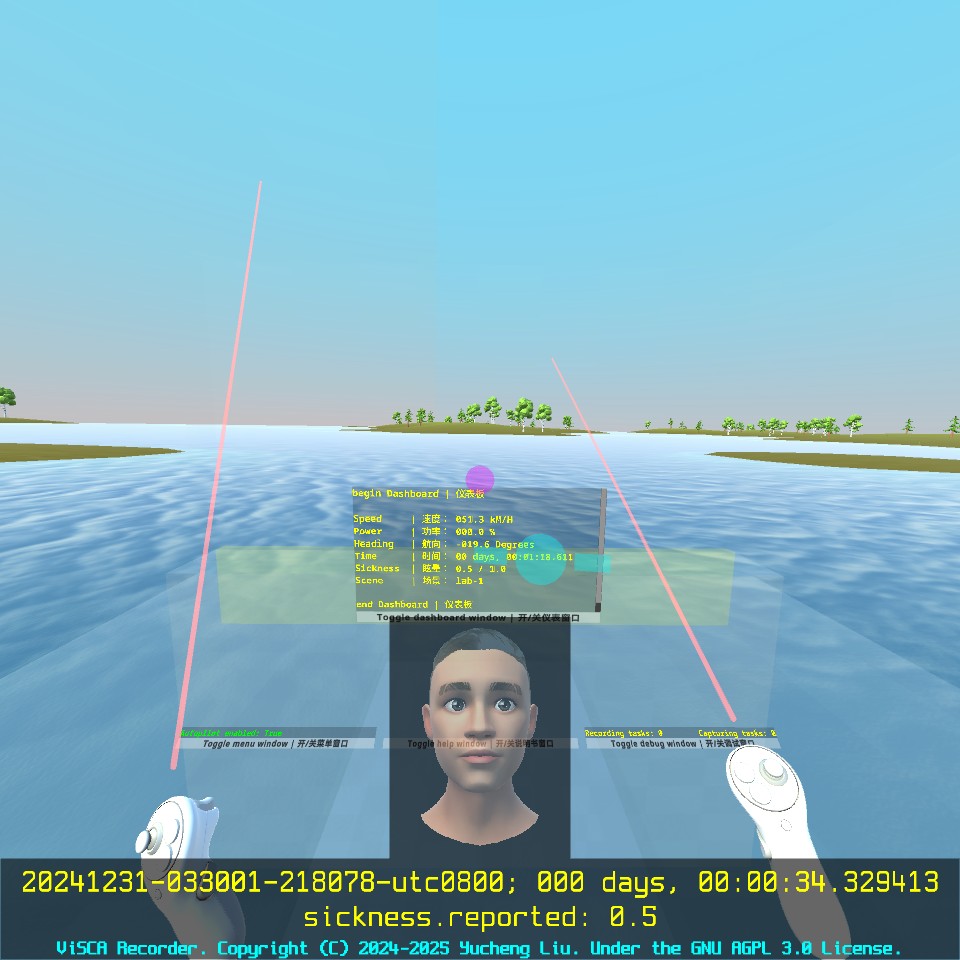 begin Dashboard | 仪表板
Speed | 速度： 051.3 kM/H
Power | 功率： 000.0 %
Heading | 航向： -019.6 Degrees
Time | 时间： 00 days, 00:01:18.611
Sickness | 眩晕： 0.5 / 1.0
Scene | 场景： lab-1
end Dashboard | 仪表板
Toggle dashboard window | 开/关仪表窗口
Autopilot enabled: True
Toggle menu window | 开/关菜单窗口
Toggle help window | 开/关说明书窗口
Recording tasks: 0 Capturing tasks: 0
Toggle debug window | 开/关调试窗口
20241231-033001-218078-utc0800; 000 days, 00:00:34.329413
sickness.reported: 0.5
ViSCA Recorder. Copyright (C) 2024-2025 Yucheng Liu. Under the GNU AGPL 3.0 License.